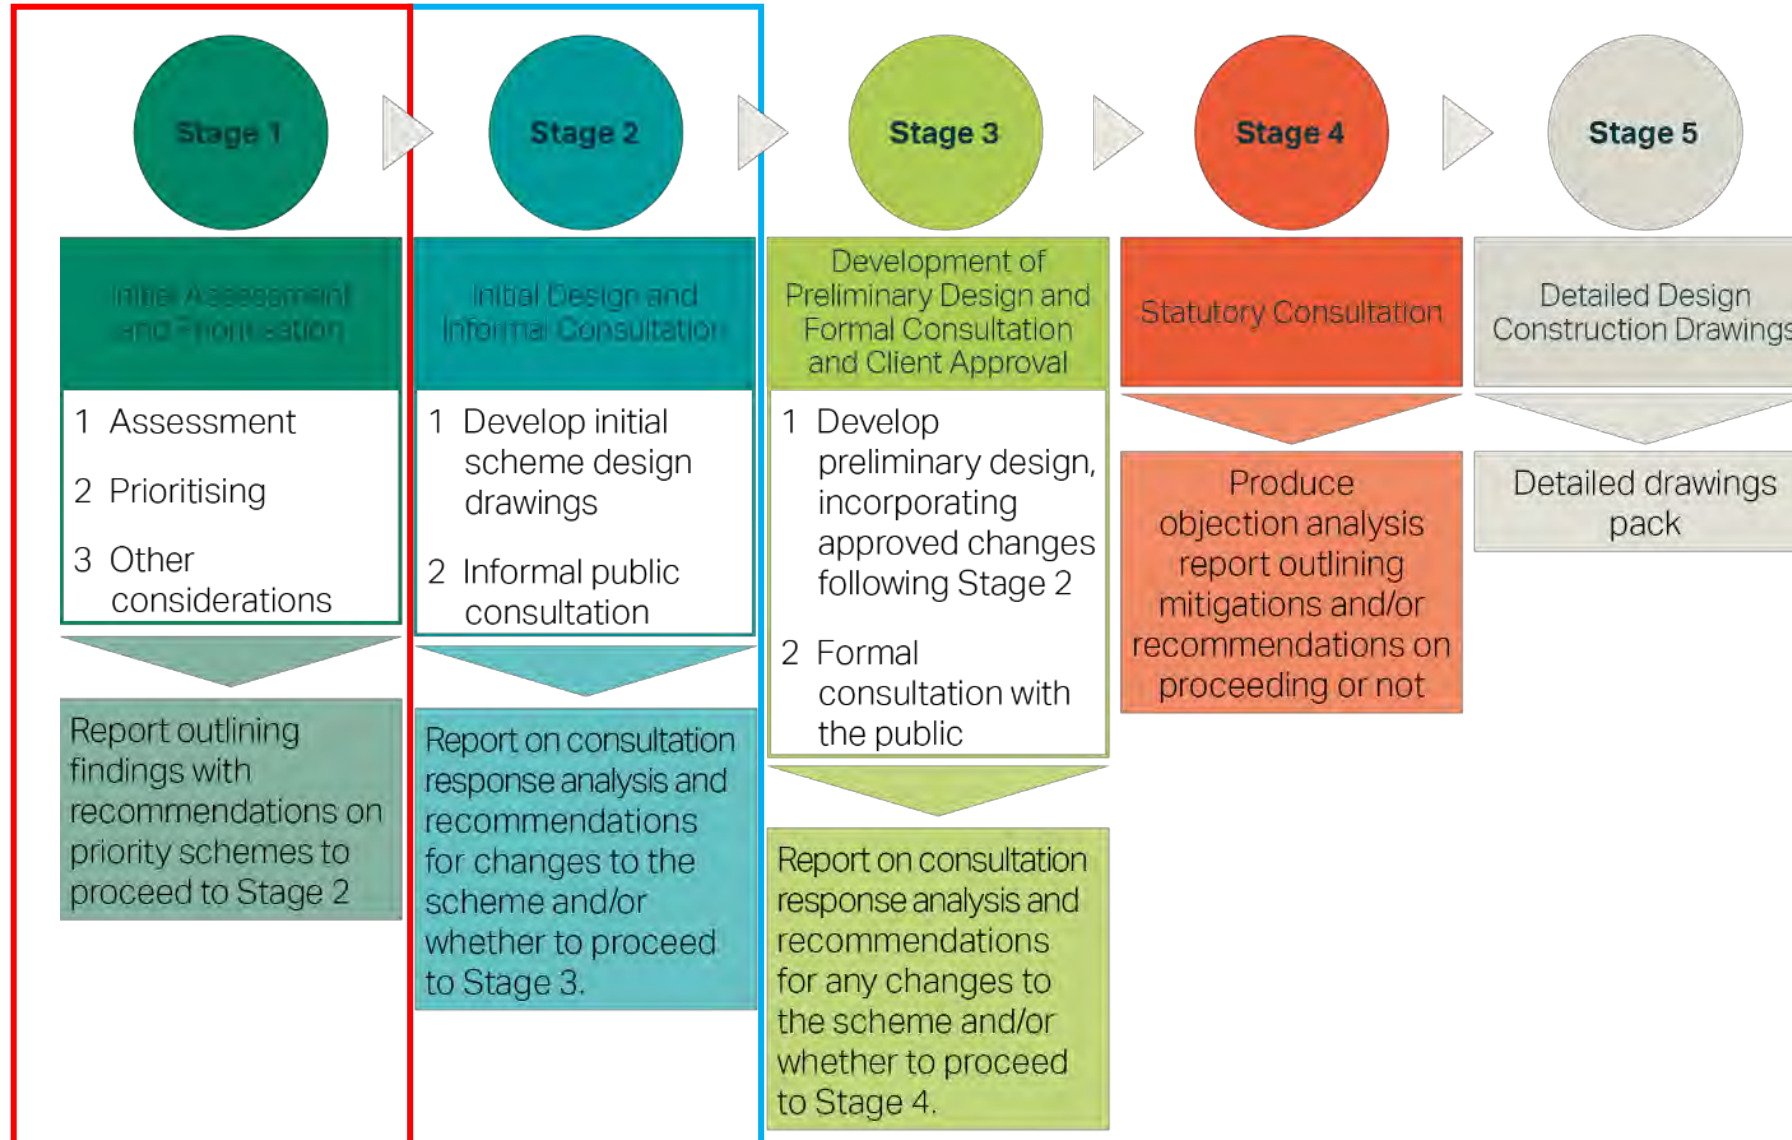 Stage 1
Stage 2
Stage 3
Stage 4
Stage 5
Initial Assessment
and Prioritisation
1 Assessment
2 Prioritising
3 Other
considerations
Report outlining
findings with
recommendations on
priority schemes to
proceed to Stage 2
Initial Design and
Informal Consultation
1 Develop initial
scheme design
drawings
2 Informal public
consultation
Report on consultation
response analysis and
recommendations
for changes to the
scheme and/or
whether to proceed
to Stage 3.
Development of
Preliminary Design and
Formal Consultation
and Client Approval
1 Develop
preliminary design,
incorporating
approved changes
following Stage 2
2 Formal
consultation with
the public
Report on consultation
response analysis and
recommendations
for any changes to
the scheme and/or
whether to proceed
to Stage 4.
Statutory Consultation
Produce
objection analysis
report outlining
mitigations and/or
recommendations on
proceeding or not
Detailed Design
Construction Drawings
Detailed drawings
pack